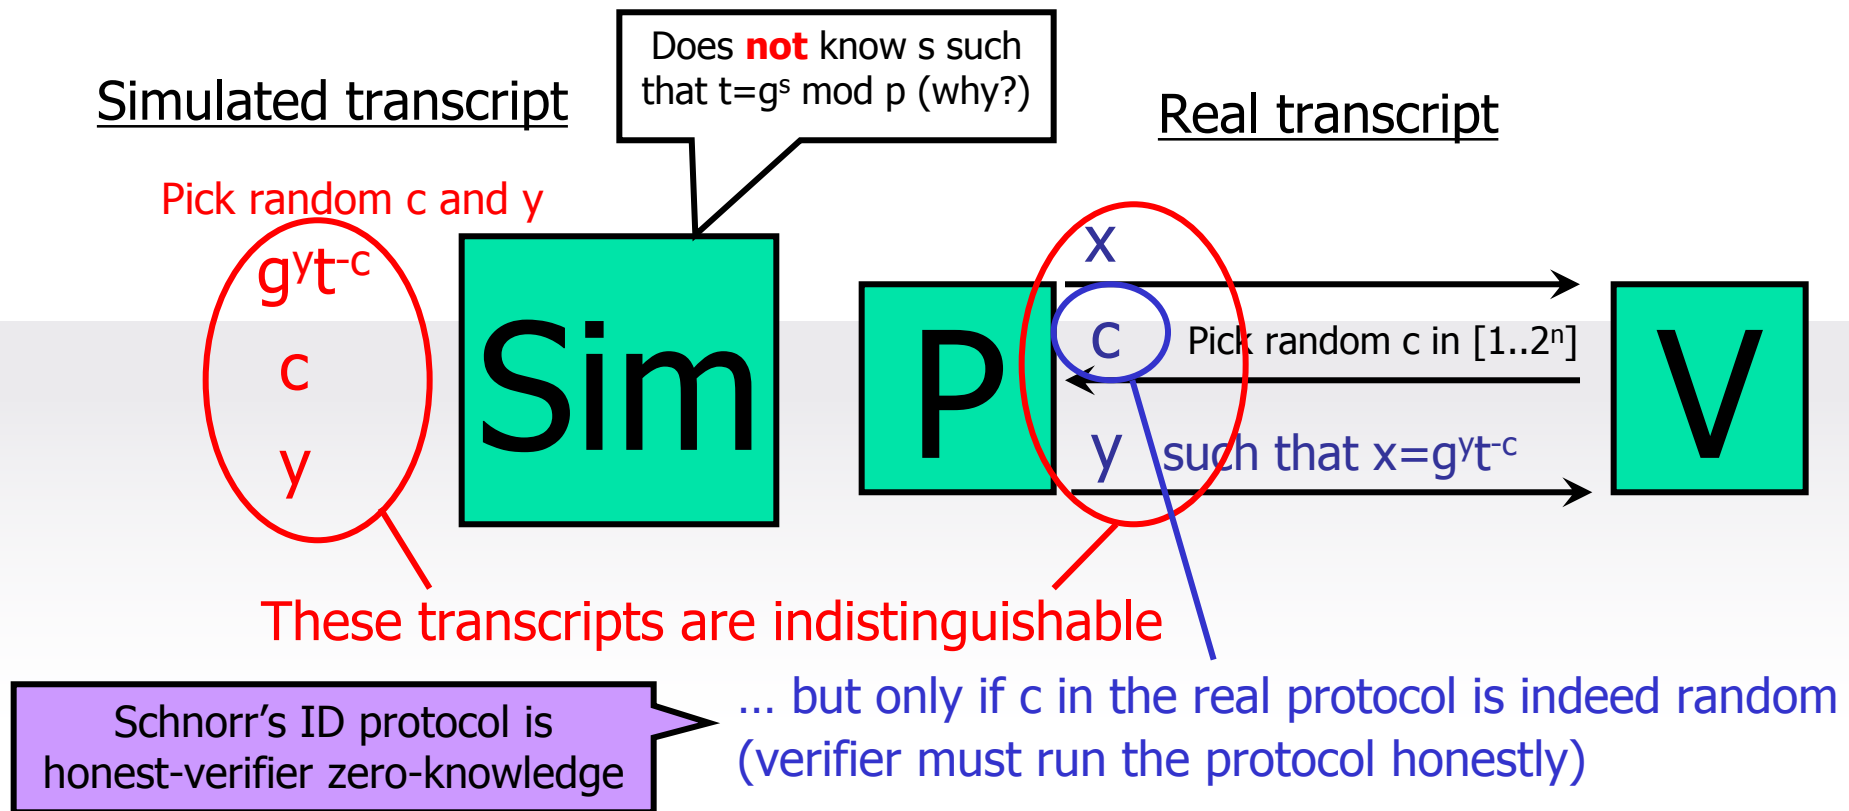 Does not know s such
that t=gˢ mod p (why?)
Simulated transcript
Real transcript
Pick random c and y
gʸt⁻ᶜ
c
y
Sim
P
x
c
Pick random c in [1..2ⁿ]
y such that x=gʸt⁻ᶜ
V
These transcripts are indistinguishable
... but only if c in the real protocol is indeed random
(verifier must run the protocol honestly)
Schnorr's ID protocol is
honest-verifier zero-knowledge